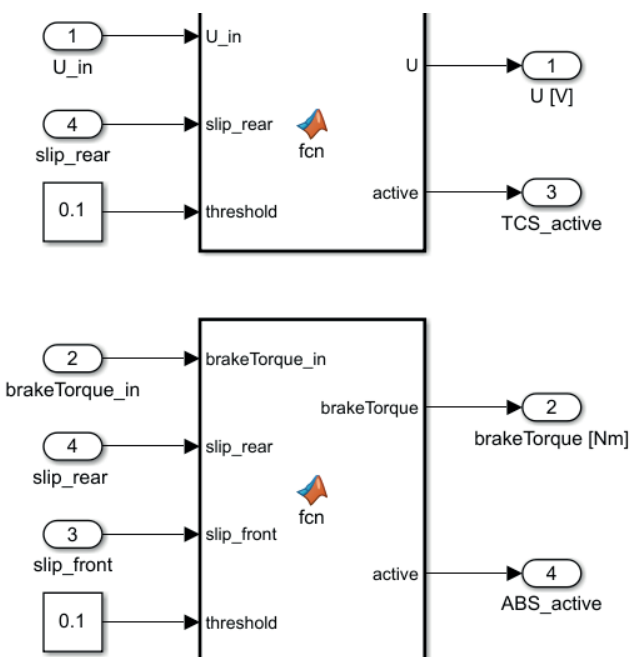 1
U_in
U_in
U
1
U [V]
4
slip_rear
slip_rear
fcn
0.1
threshold
active
3
TCS_active
2
brakeTorque_in
brakeTorque_in
brakeTorque
2
brakeTorque [Nm]
4
slip_rear
slip_rear
fcn
3
slip_front
slip_front
active
4
ABS_active
0.1
threshold